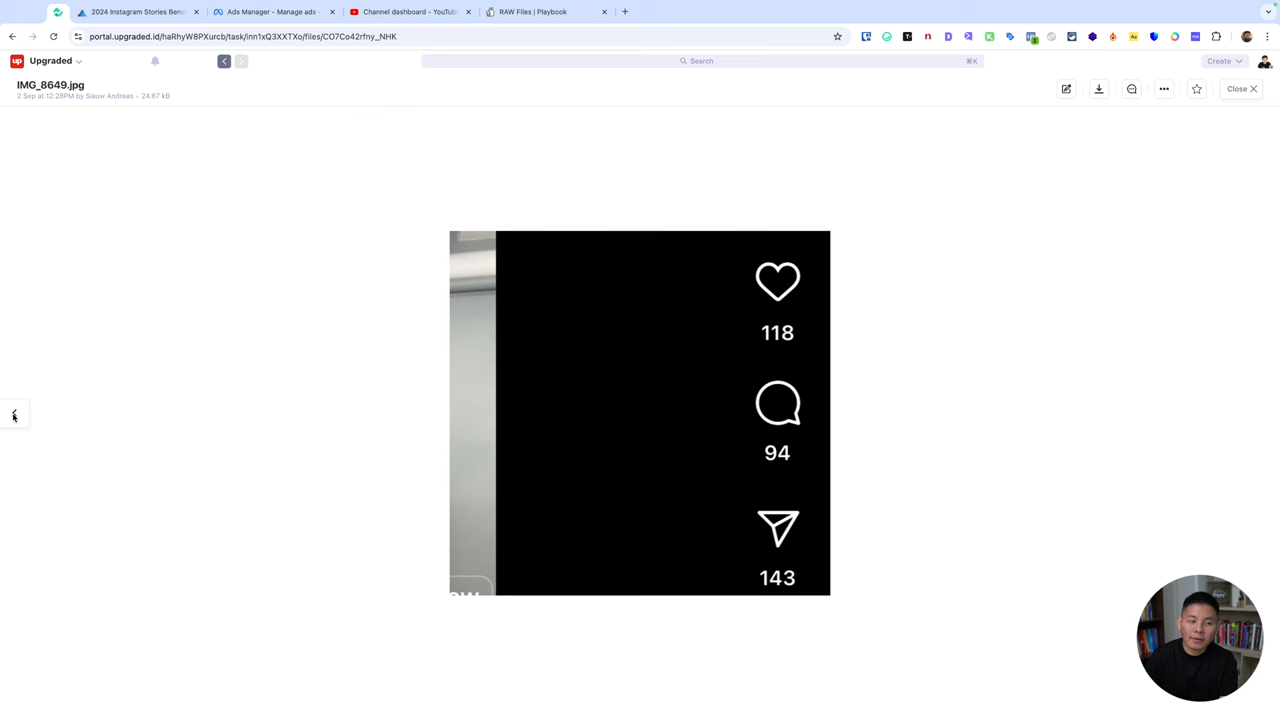 2024 Instagram Stories Benc
Ads Manager - Manage ads -
Channel dashboard - YouTube
RAW Files | Playbook
portal.upgraded.id/haRhyW8PXurcb/task/inn1xQ3XXTXo/files/CO7Co42rfny_NHK
up Upgraded
Search
⌘K
Create
IMG_8649.jpg
2 Sep at 12:28PM by Siauw Andreas – 24.67 kB
Close
118
94
143